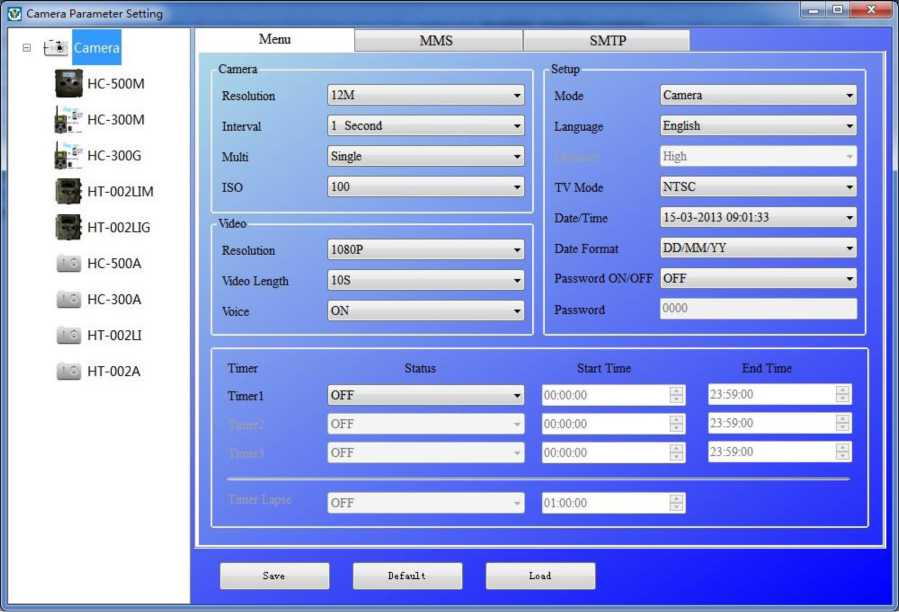 Camera Parameter Setting
Camera
HC-500M
HC-300M
HC-300G
HT-002LIM
HT-002LIG
HC-500A
HC-300A
HT-002LI
HT-002A
Menu MMS SMTP
Camera
Resolution 12M
Interval 1 Second
Multi Single
ISO 100
Video
Resolution 1080P
Video Length 10S
Voice ON
Setup
Mode Camera
Language English
High
TV Mode NTSC
Date/Time 15-03-2013 09:01:33
Date Format DD/MM/YY
Password ON/OFF OFF
Password 0000
Timer Status Start Time End Time
Timer1 OFF 00:00:00 23:59:00
Timer2 OFF 00:00:00 23:59:00
Timer3 OFF 00:00:00 23:59:00
Timer Lapse OFF 01:00:00
Save Default Load